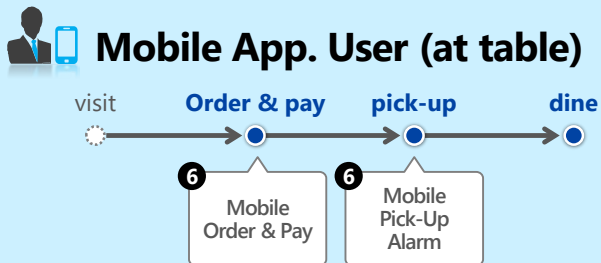 Mobile App. User (at table)
visit Order & pay pick-up dine
6 6
Mobile
Order & Pay
Mobile
Pick-Up
Alarm